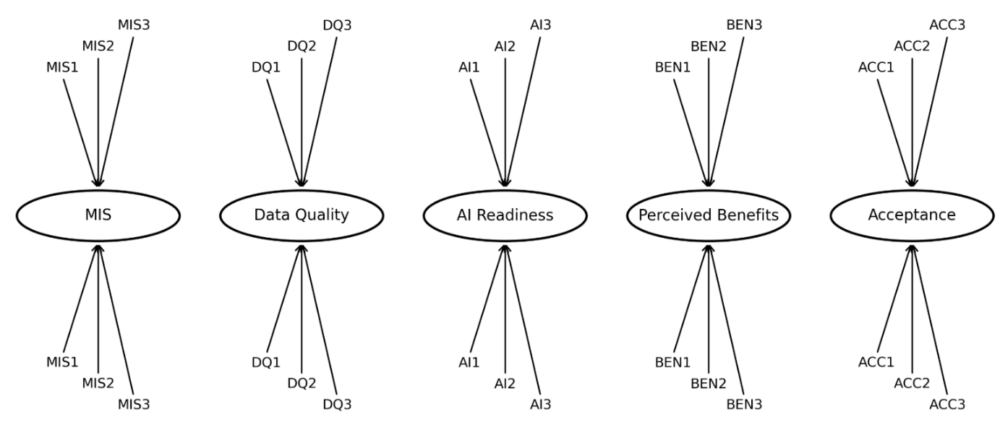 MIS3
DQ3
AI3
BEN3
ACC3
MIS2
DQ2
AI2
BEN2
ACC2
MIS1
DQ1
AI1
BEN1
ACC1
MIS
Data Quality
AI Readiness
Perceived Benefits
Acceptance
MIS1
DQ1
AI1
BEN1
ACC1
MIS2
DQ2
AI2
BEN2
ACC2
MIS3
DQ3
AI3
BEN3
ACC3